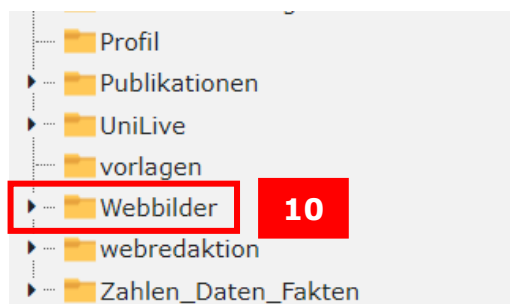 Profil
Publikationen
UniLive
vorlagen
Webbilder 10
webredaktion
Zahlen_Daten_Fakten